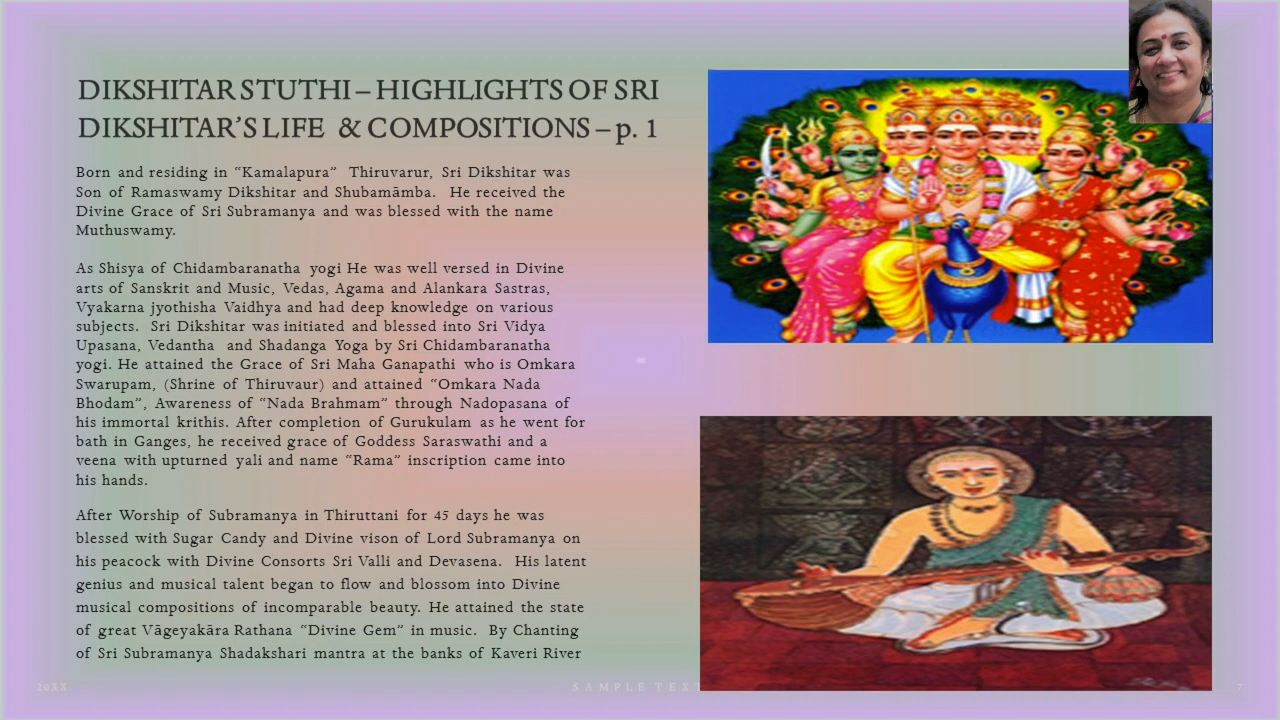 DIKSHITAR STUTHI – HIGHLIGHTS OF SRI
DIKSHITAR'S LIFE & COMPOSITIONS – p. 1
Born and residing in “Kamalapura” Thiruvarur, Sri Dikshitar was
Son of Ramaswamy Dikshitar and Shubamāmba. He received the
Divine Grace of Sri Subramanya and was blessed with the name
Muthuswamy.
As Shisya of Chidambaranatha yogi He was well versed in Divine
arts of Sanskrit and Music, Vedas, Agama and Alankara Sastras,
Vyakarna jyothisha Vaidhya and had deep knowledge on various
subjects. Sri Dikshitar was initiated and blessed into Sri Vidya
Upasana, Vedantha and Shadanga Yoga by Sri Chidambaranatha
yogi. He attained the Grace of Sri Maha Ganapathi who is Omkara
Swarupam, (Shrine of Thiruvaur) and attained “Omkara Nada
Bhodam”, Awareness of “Nada Brahmam” through Nadopasana of
his immortal krithis. After completion of Gurukulam as he went for
bath in Ganges, he received grace of Goddess Saraswathi and a
veena with upturned yali and name “Rama” inscription came into
his hands.
After Worship of Subramanya in Thiruttani for 45 days he was
blessed with Sugar Candy and Divine vison of Lord Subramanya on
his peacock with Divine Consorts Sri Valli and Devasena. His latent
genius and musical talent began to flow and blossom into Divine
musical compositions of incomparable beauty. He attained the state
of great Vāgeyakāra Rathana “Divine Gem” in music. By Chanting
of Sri Subramanya Shadakshari mantra at the banks of Kaveri River
20XX
SAMPLE TEXT
7